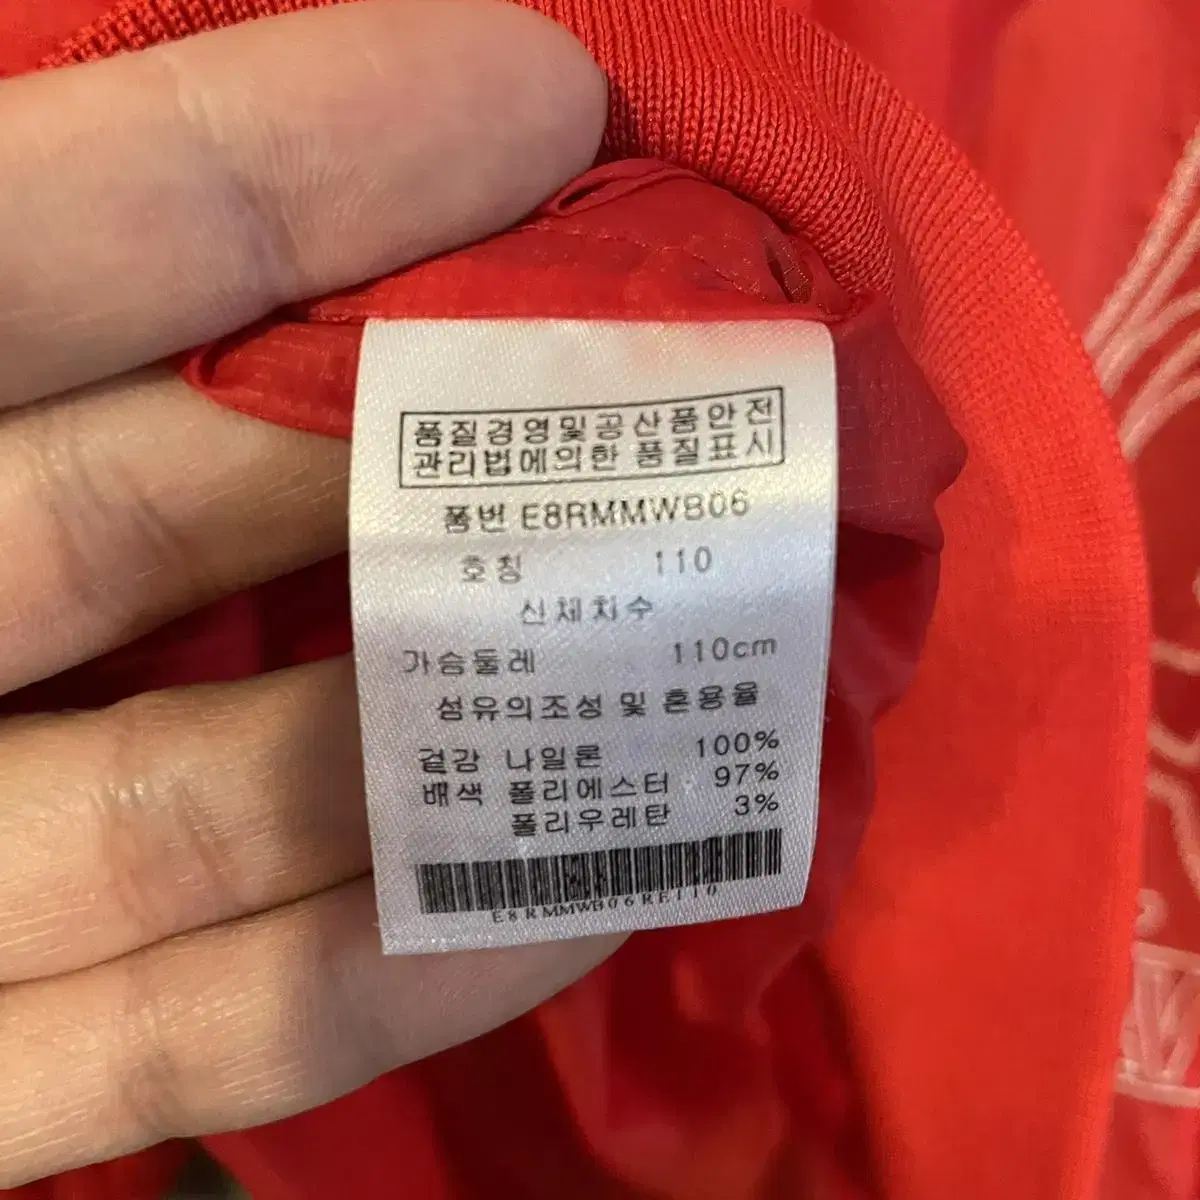 품질경영및공산품안전
관리법에의한 품질표시
품번 E8RMMWB06
호칭 110
신체치수
가슴둘레 110cm
섬유의조성 및 혼용율
겉감 나일론 100%
배색 폴리에스터 97%
폴리우레탄 3%
E8RMMWB06RE110